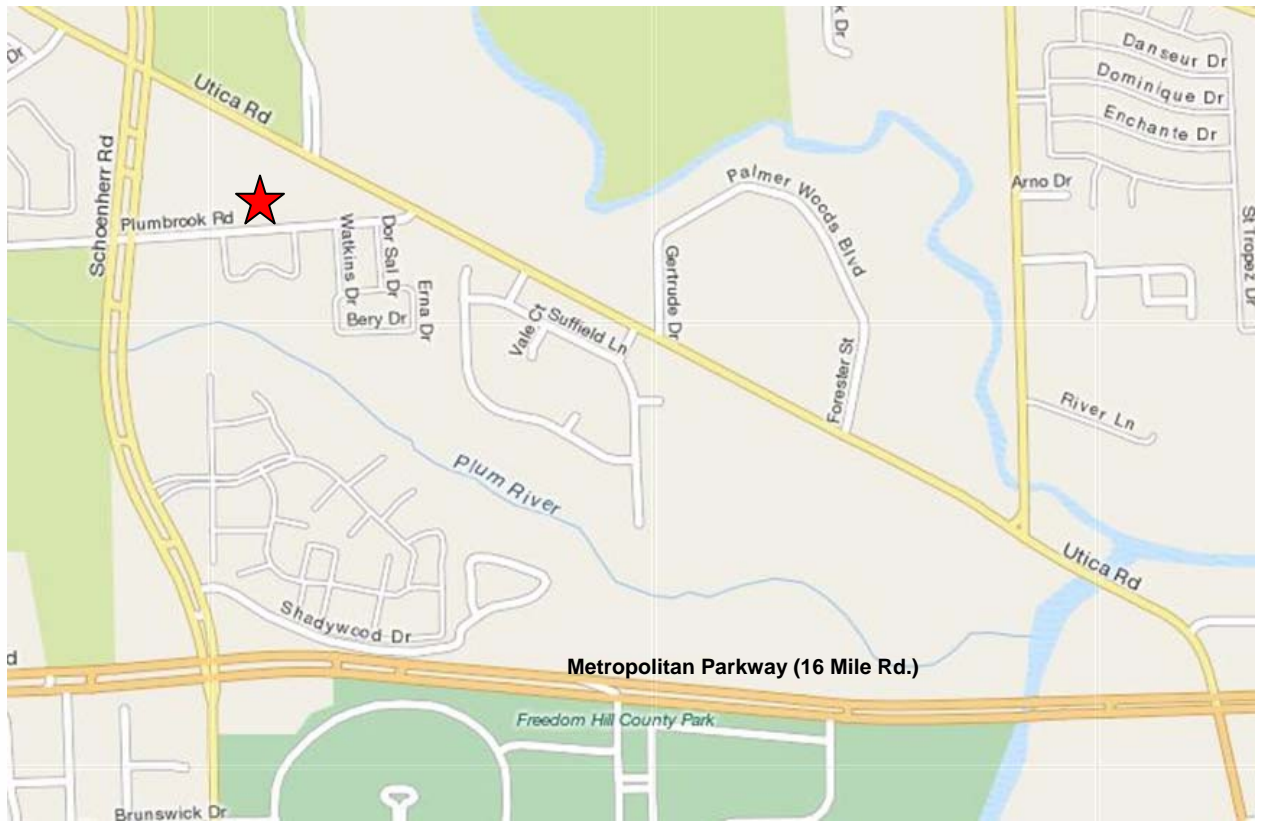 k Dr
Danseur Dr
Dominique Dr
Enchante Dr
Dr
Utica Rd
Schoenherr Rd
Plumbrook Rd
Watkins Dr
Dor Sal Dr
Erna Dr
Bery Dr
Vale Ct
Suffield Ln
Gertrude Dr
Palmer Woods Blvd
Forester St
Arno Dr
St Tropez Dr
River Ln
Plum River
Utica Rd
Shadywood Dr
d
Metropolitan Parkway (16 Mile Rd.)
Freedom Hill County Park
Brunswick Dr